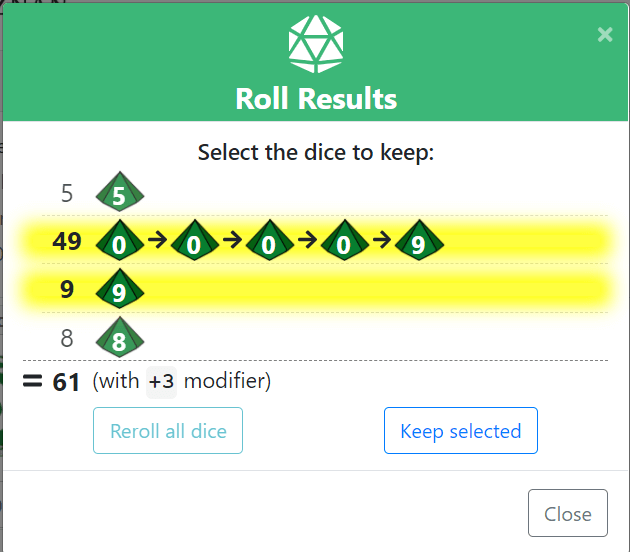 Roll Results
×
Select the dice to keep:
5 5
49 0 → 0 → 0 → 0 → 9
9 9
8 8
= 61 (with +3 modifier)
Reroll all dice Keep selected
Close